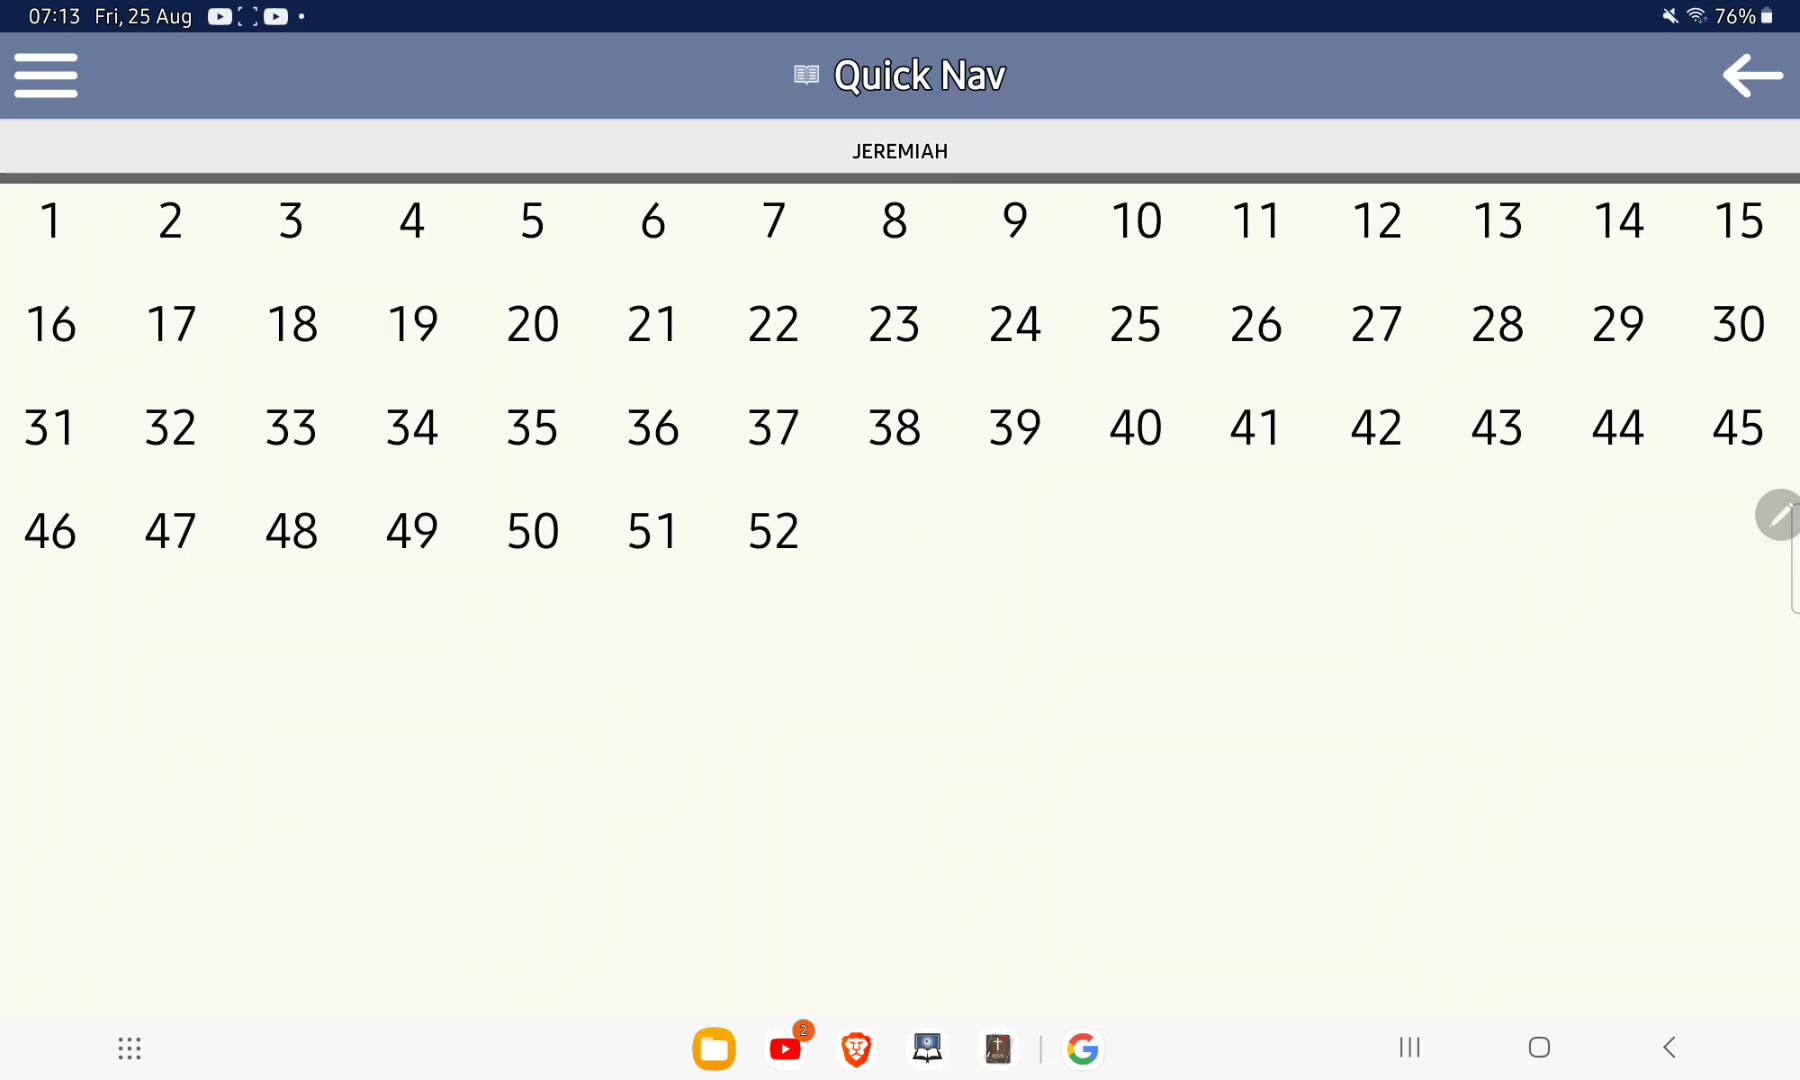 07:13 Fri, 25 Aug 76%
Quick Nav
JEREMIAH
1 2 3 4 5 6 7 8 9 10 11 12 13 14 15
16 17 18 19 20 21 22 23 24 25 26 27 28 29 30
31 32 33 34 35 36 37 38 39 40 41 42 43 44 45
46 47 48 49 50 51 52
2